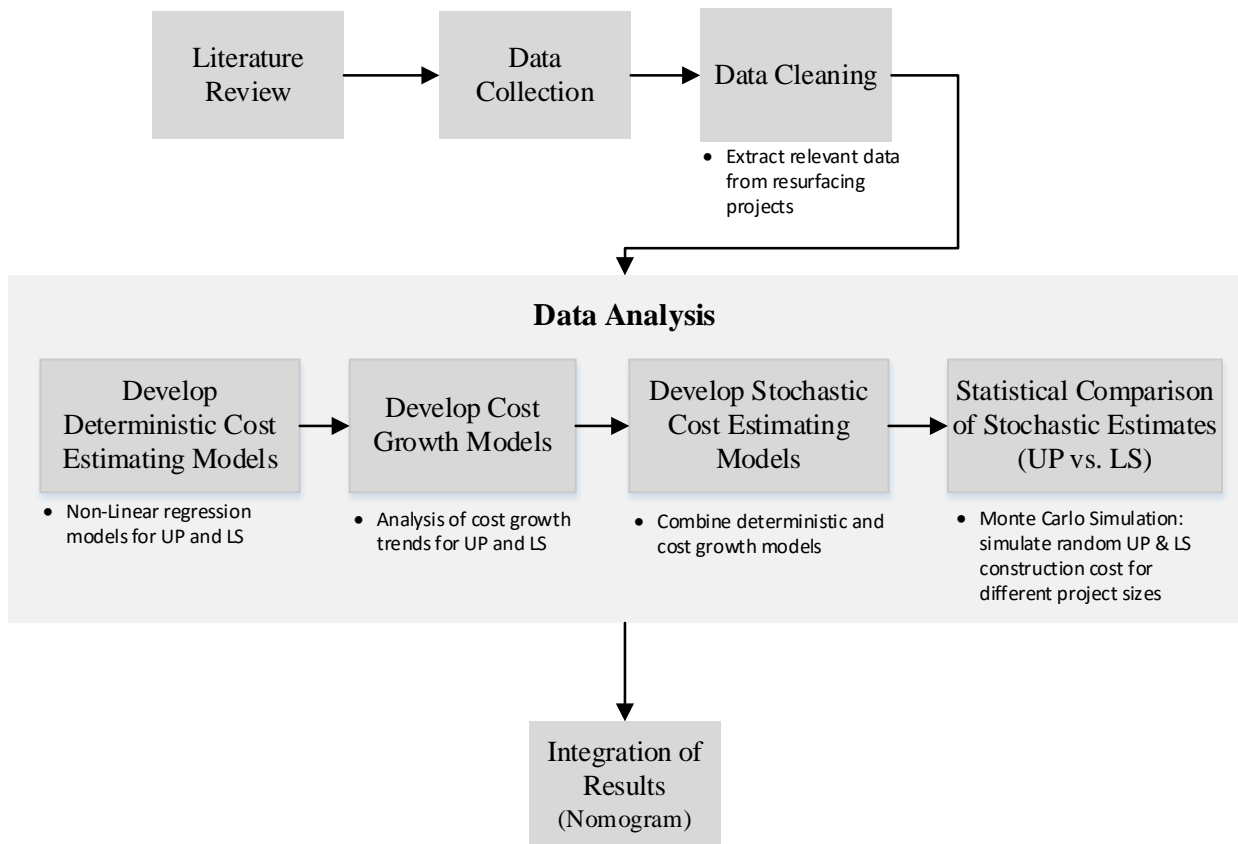 Literature
Review
Data
Collection
Data Cleaning
• Extract relevant data
from resurfacing
projects
Data Analysis
Develop
Deterministic Cost
Estimating Models
• Non-Linear regression
models for UP and LS
Develop Cost
Growth Models
• Analysis of cost growth
trends for UP and LS
Develop Stochastic
Cost Estimating
Models
• Combine deterministic and
cost growth models
Statistical Comparison
of Stochastic Estimates
(UP vs. LS)
• Monte Carlo Simulation:
simulate random UP & LS
construction cost for
different project sizes
Integration of
Results
(Nomogram)